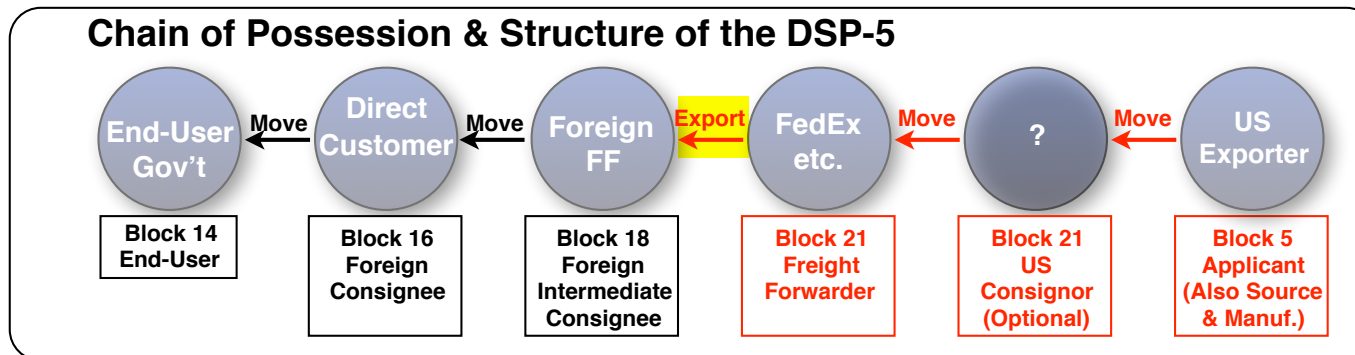 Chain of Possession & Structure of the DSP-5
End-User
Gov't
Move
Direct
Customer
Move
Foreign
FF
Export
FedEx
etc.
Move
?
Move
US
Exporter
Block 14
End-User
Block 16
Foreign
Consignee
Block 18
Foreign
Intermediate
Consignee
Block 21
Freight
Forwarder
Block 21
US
Consignor
(Optional)
Block 5
Applicant
(Also Source
& Manuf.)